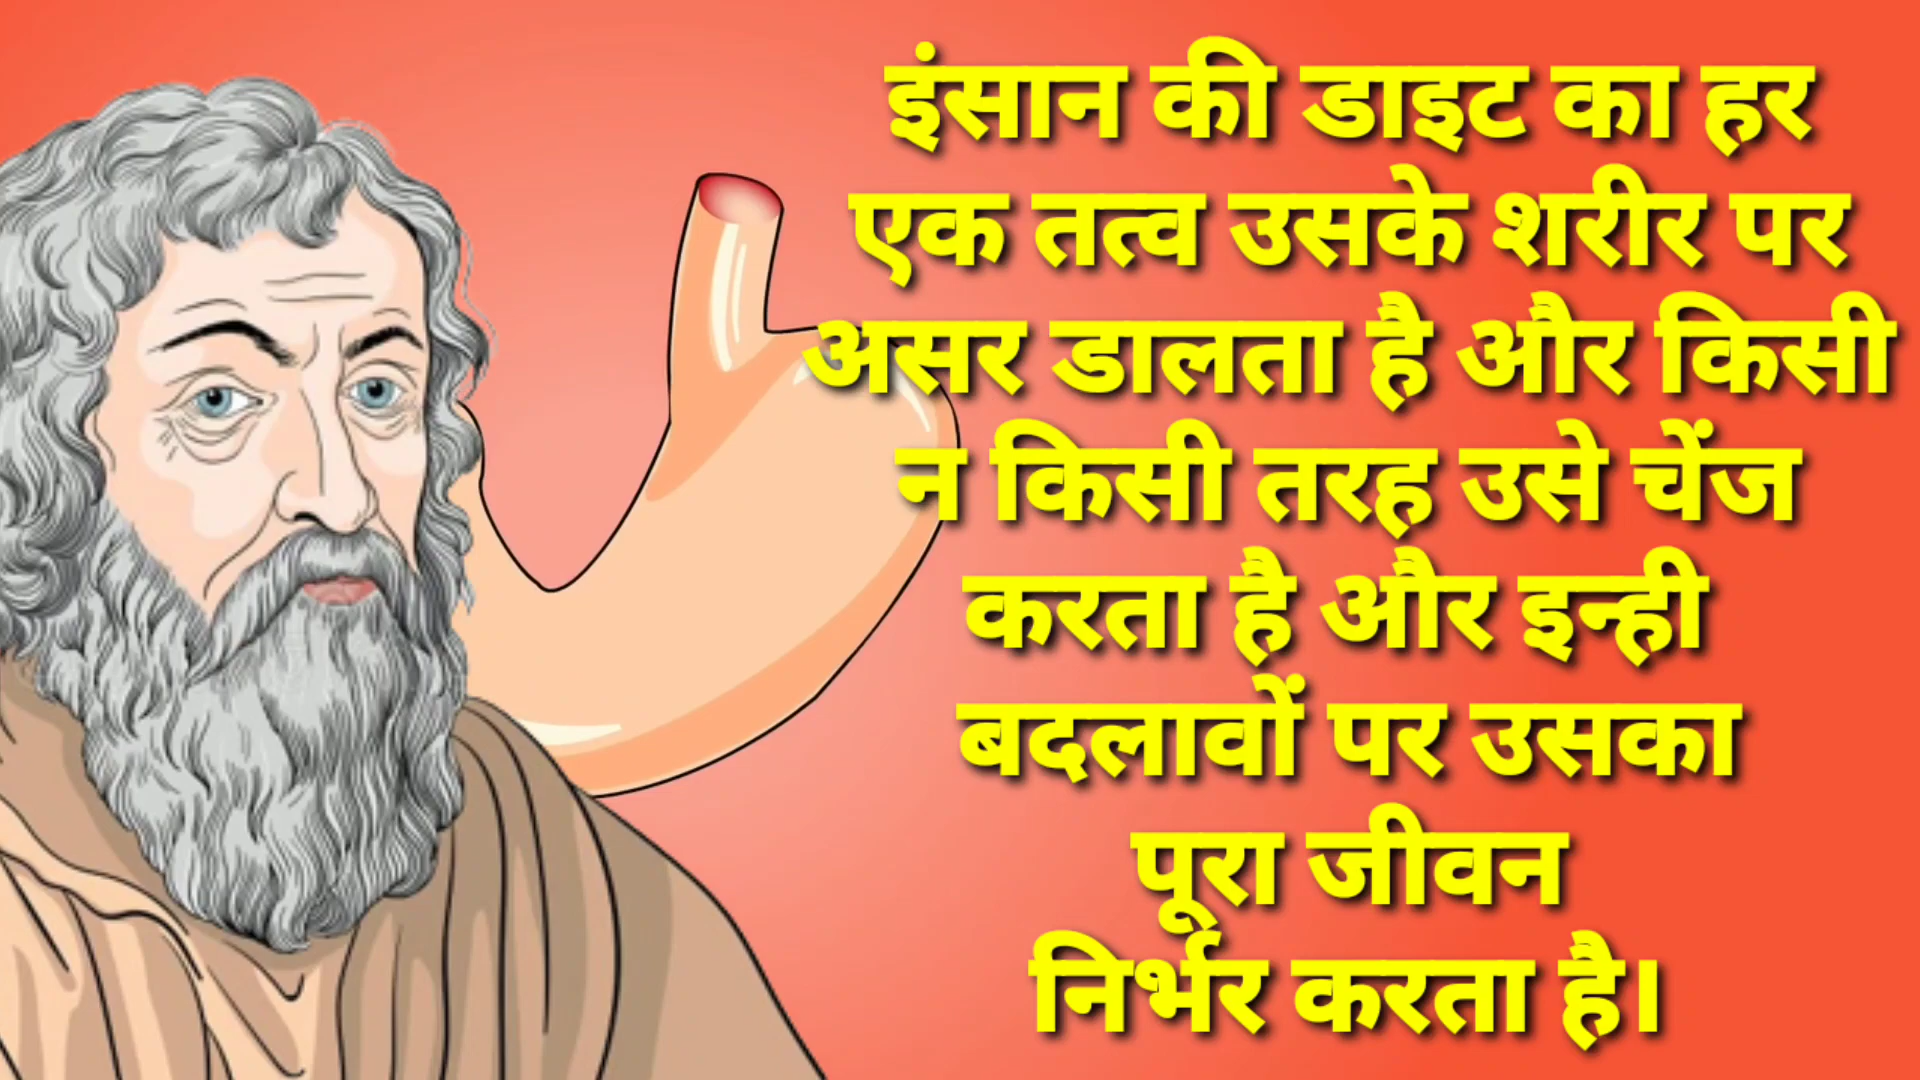 इंसान की डाइट का हर
एक तत्व उसके शरीर पर
असर डालता है और किसी
न किसी तरह उसे चेंज
करता है और इन्ही
बदलावों पर उसका
पूरा जीवन
निर्भर करता है।